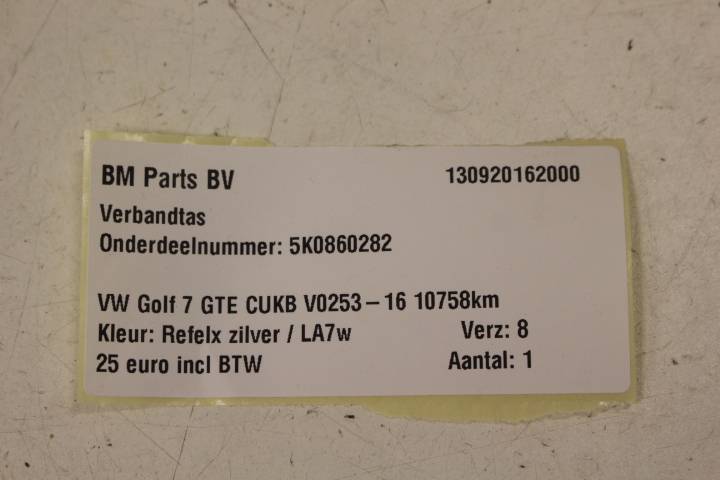 BM Parts BV 130920162000
Verbandtas
Onderdeelnummer: 5K0860282
VW Golf 7 GTE CUKB V0253-16 10758km
Kleur: Refelx zilver / LA7w Verz: 8
25 euro incl BTW Aantal: 1